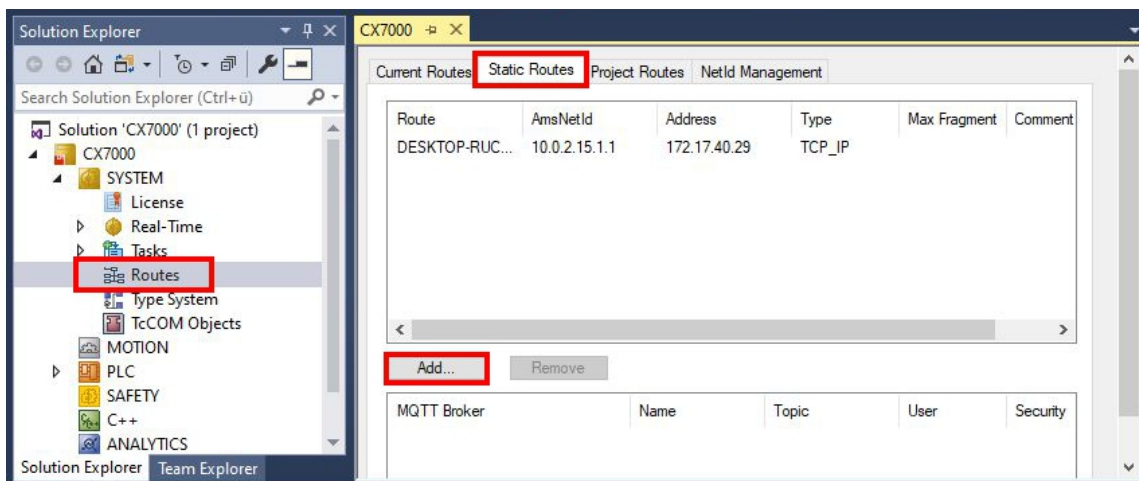 Solution Explorer
Search Solution Explorer (Ctrl+ü)
Solution 'CX7000' (1 project)
CX7000
SYSTEM
License
Real-Time
Tasks
Routes
Type System
TcCOM Objects
MOTION
PLC
SAFETY
C++
ANALYTICS
Solution Explorer Team Explorer
CX7000
Current Routes Static Routes Project Routes NetId Management
Route AmsNetId Address Type Max Fragment Comment
DESKTOP-RUC... 10.0.2.15.1.1 172.17.40.29 TCP_IP
Add... Remove
MQTT Broker Name Topic User Security